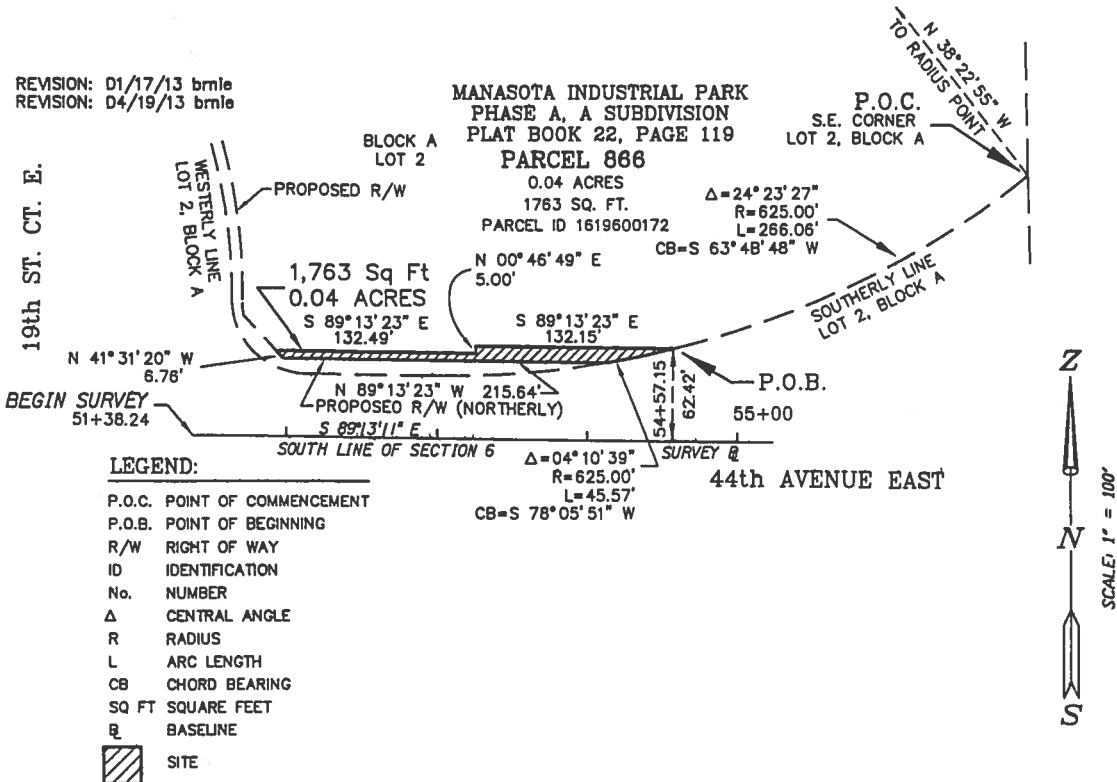 REVISION: D1/17/13 brnle
REVISION: D4/19/13 brnle
MANASOTA INDUSTRIAL PARK
PHASE A, A SUBDIVISION
PLAT BOOK 22, PAGE 119
PARCEL 866
0.04 ACRES
1763 SQ. FT.
PARCEL ID 1619600172
BLOCK A
LOT 2
N 38°22'55" W
TO RADIUS POINT
P.O.C.
S.E. CORNER
LOT 2, BLOCK A
19th ST. CT. E.
WESTERLY LINE
LOT 2, BLOCK A
PROPOSED R/W
Δ=24°23'27"
R=625.00'
L=266.06'
CB=S 63°48'48" W
SOUTHERLY LINE
LOT 2, BLOCK A
N 00°46'49" E
5.00'
1,763 Sq Ft
0.04 ACRES
S 89°13'23" E
132.49'
S 89°13'23" E
132.15'
N 41°31'20" W
6.76'
N 89°13'23" W 215.64'
PROPOSED R/W (NORTHERLY)
54+57.15
62.42'
P.O.B.
BEGIN SURVEY
51+38.24
55+00
S 89°13'11" E
SOUTH LINE OF SECTION 6
SURVEY BL
44th AVENUE EAST
Δ=04°10'39"
R=625.00'
L=45.57'
CB=S 78°05'51" W
LEGEND:
P.O.C. POINT OF COMMENCEMENT
P.O.B. POINT OF BEGINNING
R/W RIGHT OF WAY
ID IDENTIFICATION
No. NUMBER
Δ CENTRAL ANGLE
R RADIUS
L ARC LENGTH
CB CHORD BEARING
SQ FT SQUARE FEET
BL BASELINE
SITE
Z
N
S
SCALE: 1" = 100'